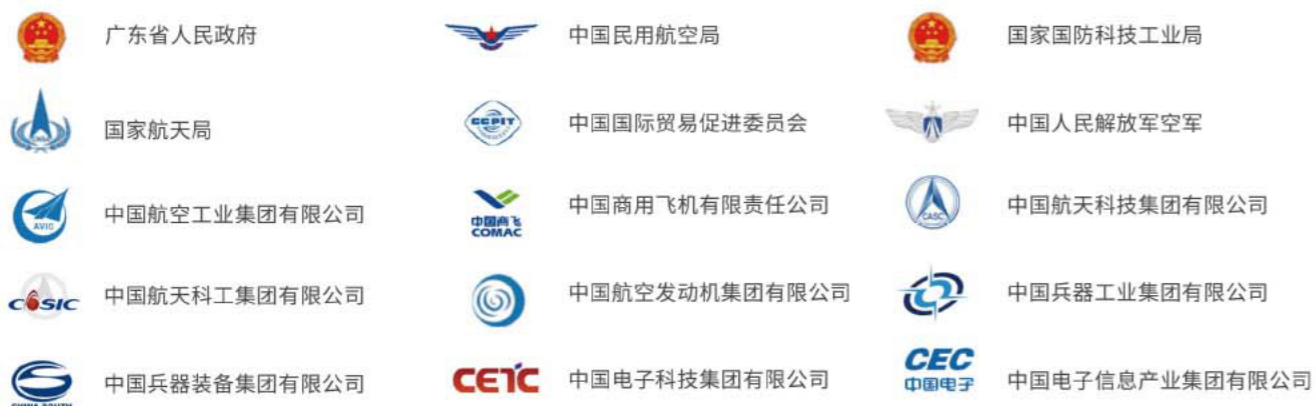 广东省人民政府
中国民用航空局
国家国防科技工业局
国家航天局
CCPIT
中国国际贸易促进委员会
中国人民解放军空军
AVIC
中国航空工业集团有限公司
中国商飞
COMAC
中国商用飞机有限责任公司
CASC
中国航天科技集团有限公司
COSIC
中国航天科工集团有限公司
中国航空发动机集团有限公司
中国兵器工业集团有限公司
CHINA SOUTH
中国兵器装备集团有限公司
CETC
中国电子科技集团有限公司
CEC
中国电子
中国电子信息产业集团有限公司